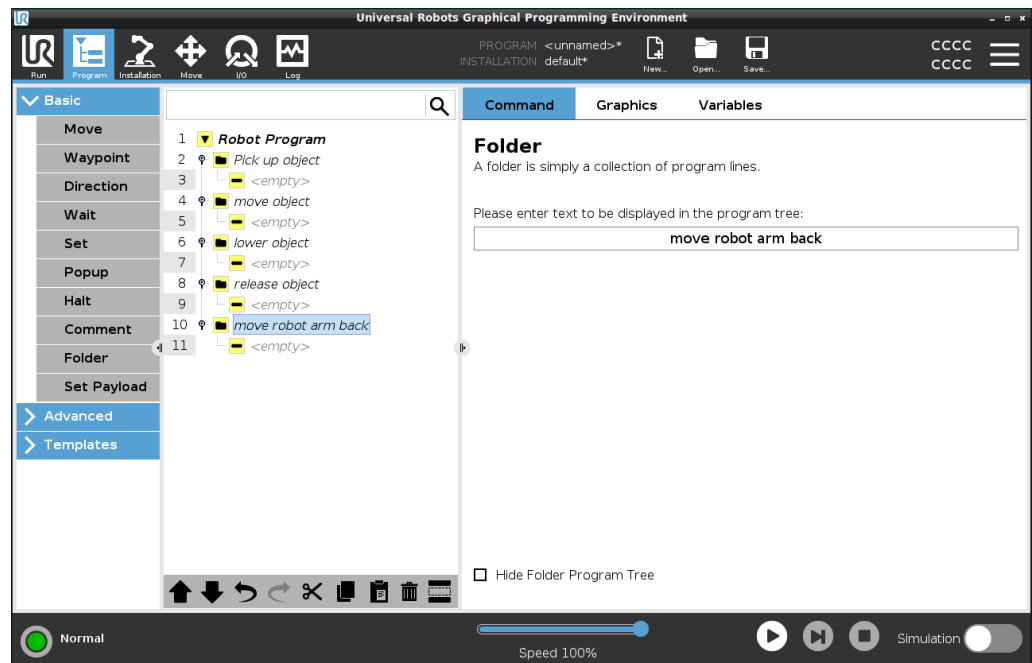 Universal Robots Graphical Programming Environment
UR
Run
Program
Installation
Move
I/O
Log
PROGRAM <unnamed>*
INSTALLATION default*
New...
Open...
Save...
CCCC
CCCC
Basic
Move
Waypoint
Direction
Wait
Set
Popup
Halt
Comment
Folder
Set Payload
Advanced
Templates
1 Robot Program
2 Pick up object
3 <empty>
4 move object
5 <empty>
6 lower object
7 <empty>
8 release object
9 <empty>
10 move robot arm back
11 <empty>
Command Graphics Variables
Folder
A folder is simply a collection of program lines.
Please enter text to be displayed in the program tree:
move robot arm back
Hide Folder Program Tree
Normal
Speed 100%
Simulation